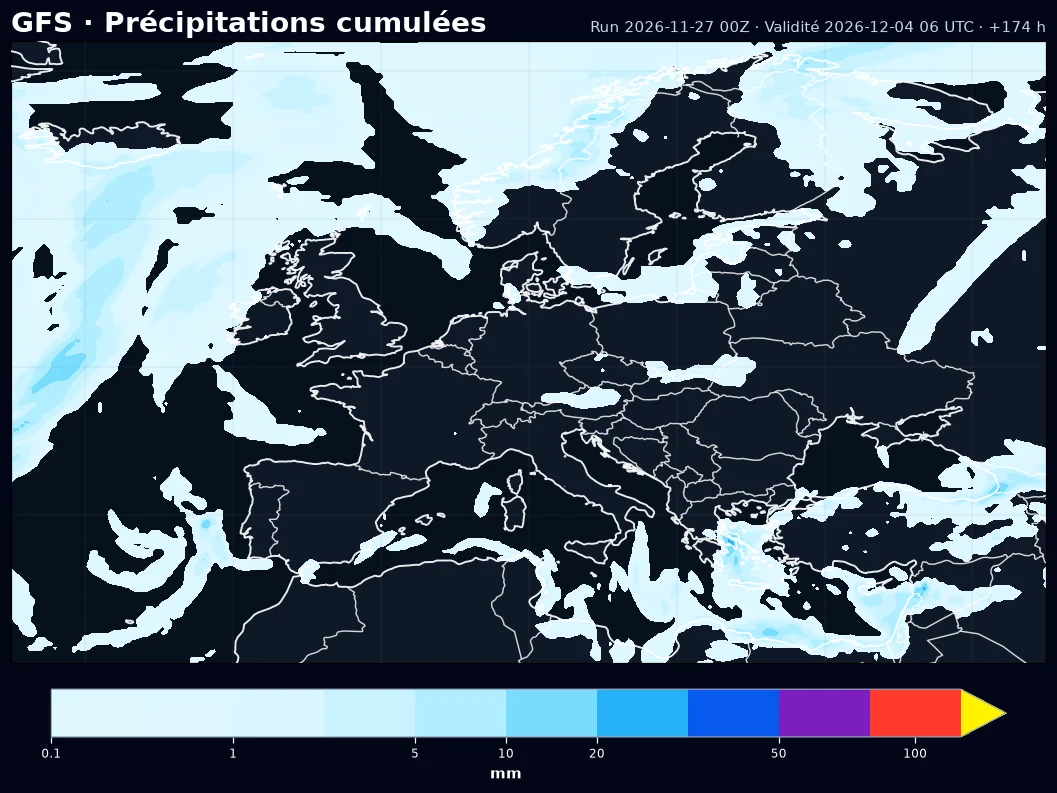 GFS · Précipitations cumulées
Run 2026-11-27 00Z · Validité 2026-12-04 06 UTC · +174 h
0.1 1 5 10 20 50 100
mm